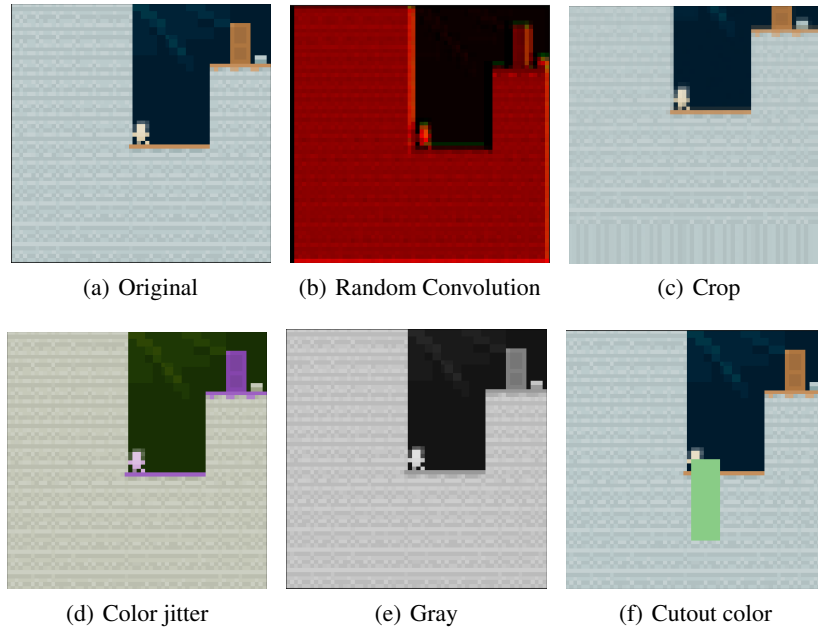 (a) Original
(b) Random Convolution
(c) Crop
(d) Color jitter
(e) Gray
(f) Cutout color